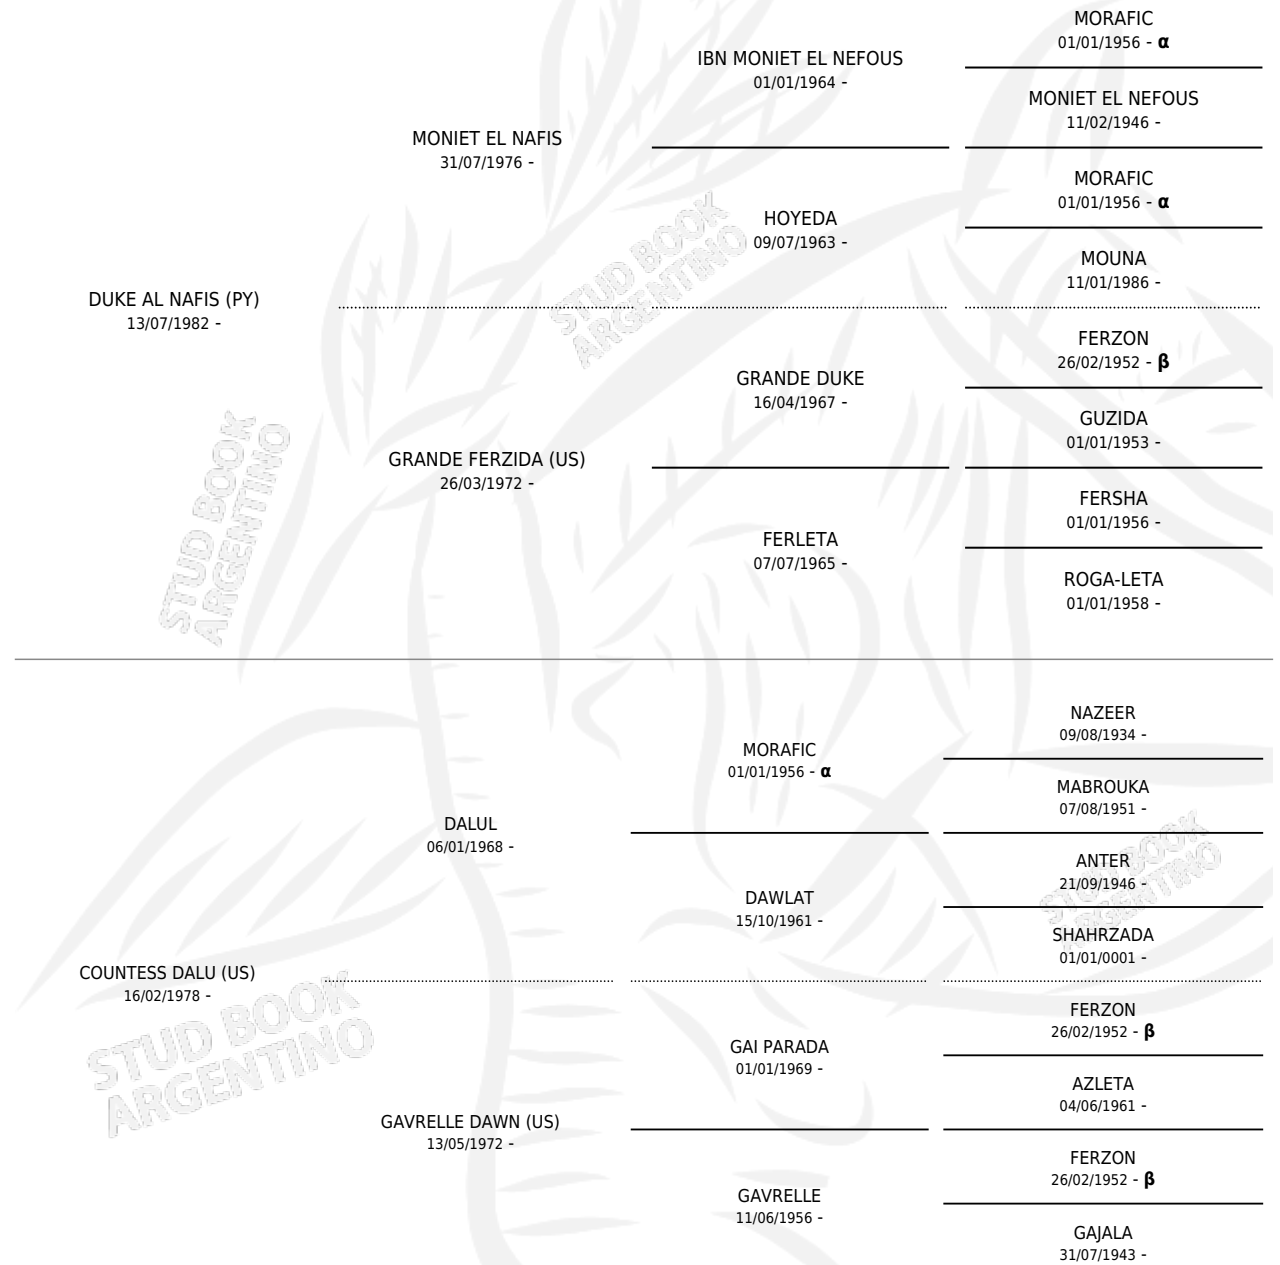 MORAFIC
01/01/1956 - α
IBN MONIET EL NEFOUS
01/01/1964 -
MONIET EL NEFOUS
11/02/1946 -
MONIET EL NAFIS
31/07/1976 -
MORAFIC
01/01/1956 - α
HOYEDA
09/07/1963 -
MOUNA
11/01/1986 -
DUKE AL NAFIS (PY)
13/07/1982 -
FERZON
26/02/1952 - β
GRANDE DUKE
16/04/1967 -
GUZIDA
01/01/1953 -
GRANDE FERZIDA (US)
26/03/1972 -
FERSHA
01/01/1956 -
FERLETA
07/07/1965 -
ROGA-LETA
01/01/1958 -
STUD BOOK
ARGENTINO
STUD BOOK
ARGENTINO
NAZEER
09/08/1934 -
MORAFIC
01/01/1956 - α
MABROUKA
07/08/1951 -
DALUL
06/01/1968 -
ANTER
21/09/1946 -
DAWLAT
15/10/1961 -
SHAHRZADA
01/01/0001 -
COUNTESS DALU (US)
16/02/1978 -
FERZON
26/02/1952 - β
GAI PARADA
01/01/1969 -
AZLETA
04/06/1961 -
GAVRELLE DAWN (US)
13/05/1972 -
FERZON
26/02/1952 - β
GAVRELLE
11/06/1956 -
GAJALA
31/07/1943 -
STUD BOOK
ARGENTINO
STUD BOOK
ARGENTINO